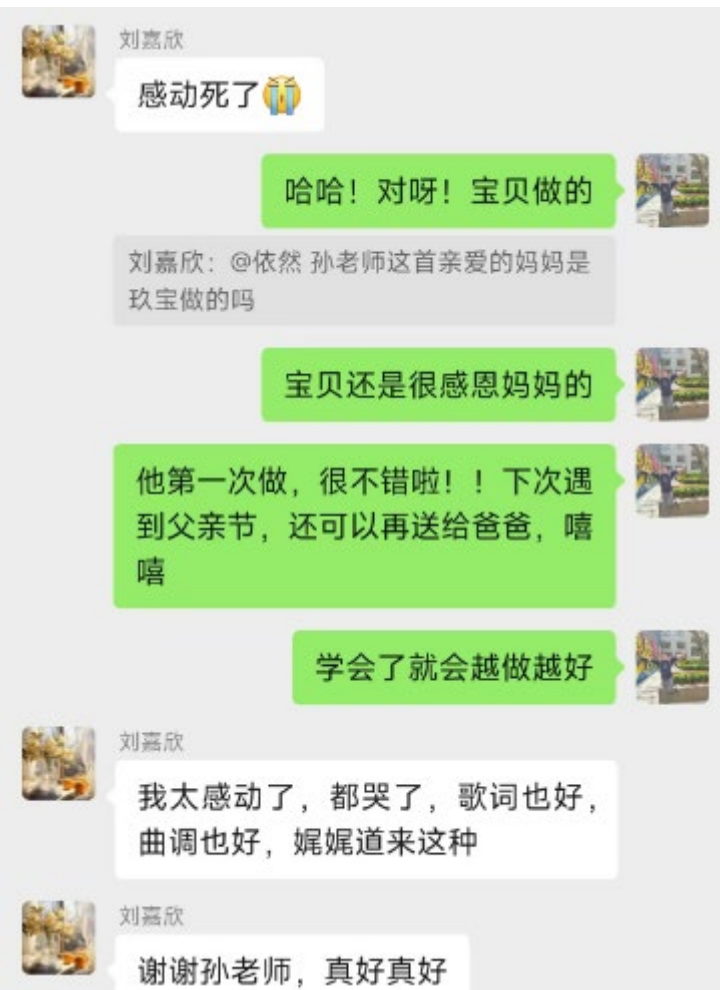 刘嘉欣
感动死了😭
哈哈！对呀！宝贝做的
刘嘉欣：@依然 孙老师这首亲爱的妈妈是
玖宝做的吗
宝贝还是很感恩妈妈的
他第一次做，很不错啦！！下次遇
到父亲节，还可以再送给爸爸，嘻
嘻
学会了就会越做越好
刘嘉欣
我太感动了，都哭了，歌词也好，
曲调也好，娓娓道来这种
刘嘉欣
谢谢孙老师，真好真好